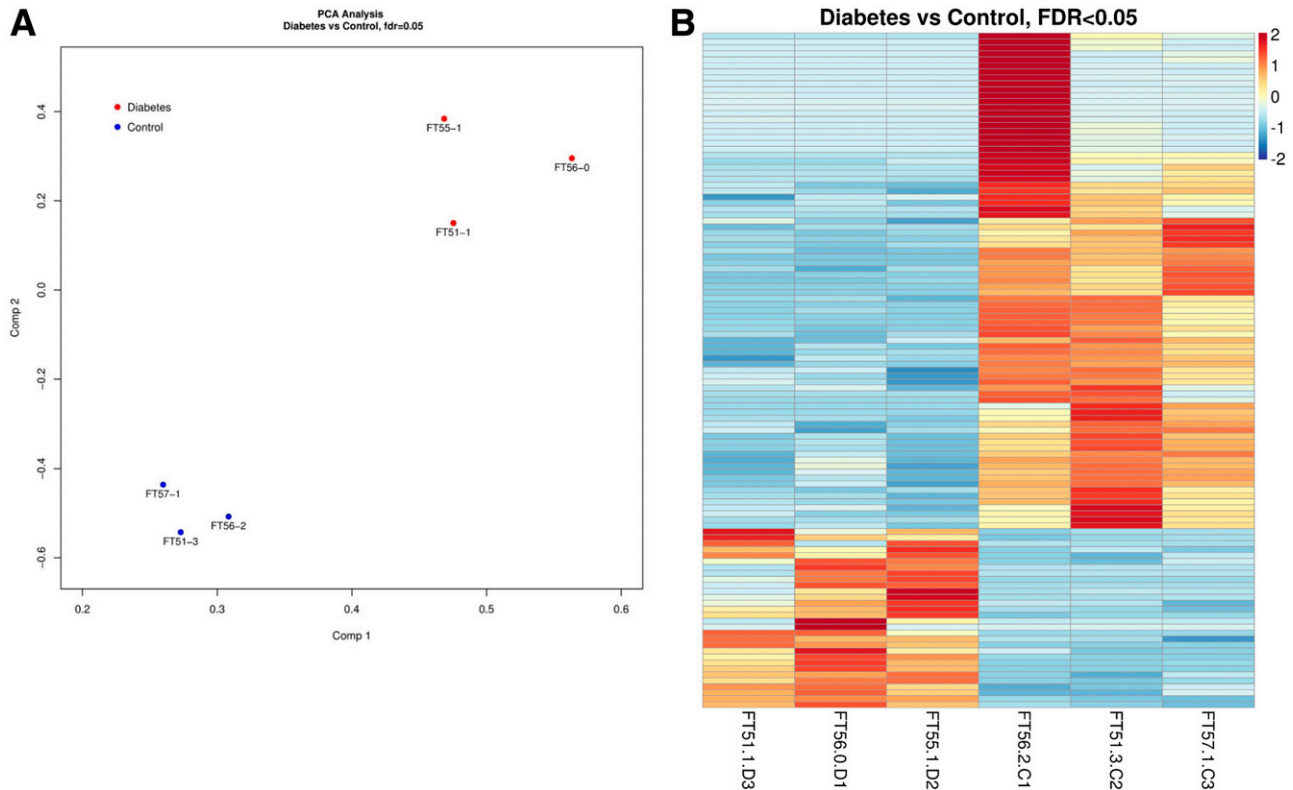 A
PCA Analysis
Diabetes vs Control, fdr=0.05
Comp 2
0.4
0.2
0.0
−0.2
−0.4
−0.6
Diabetes
Control
FT55−1
FT56−0
FT51−1
FT57−1
FT56−2
FT51−3
0.2
0.3
0.4
0.5
0.6
Comp 1
B
Diabetes vs Control, FDR<0.05
2
1
0
-1
-2
FT51.1.D3
FT56.0.D1
FT55.1.D2
FT56.2.C1
FT51.3.C2
FT57.1.C3